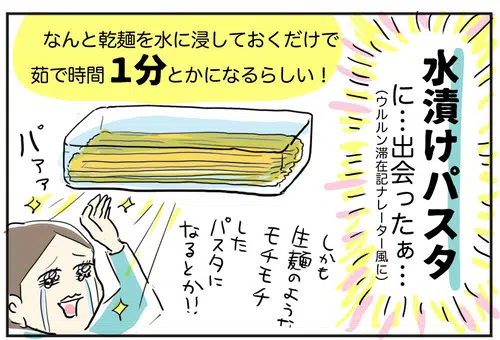 水漬けパスタ
に…出会ったぁ…
（ウルルン滞在記ナレーター風に）
なんと乾麺を水に浸しておくだけで
茹で時間1分とかになるらしい！
パァァ
しかも
生麺のような
モチモチ
した
パスタに
なるとか!!